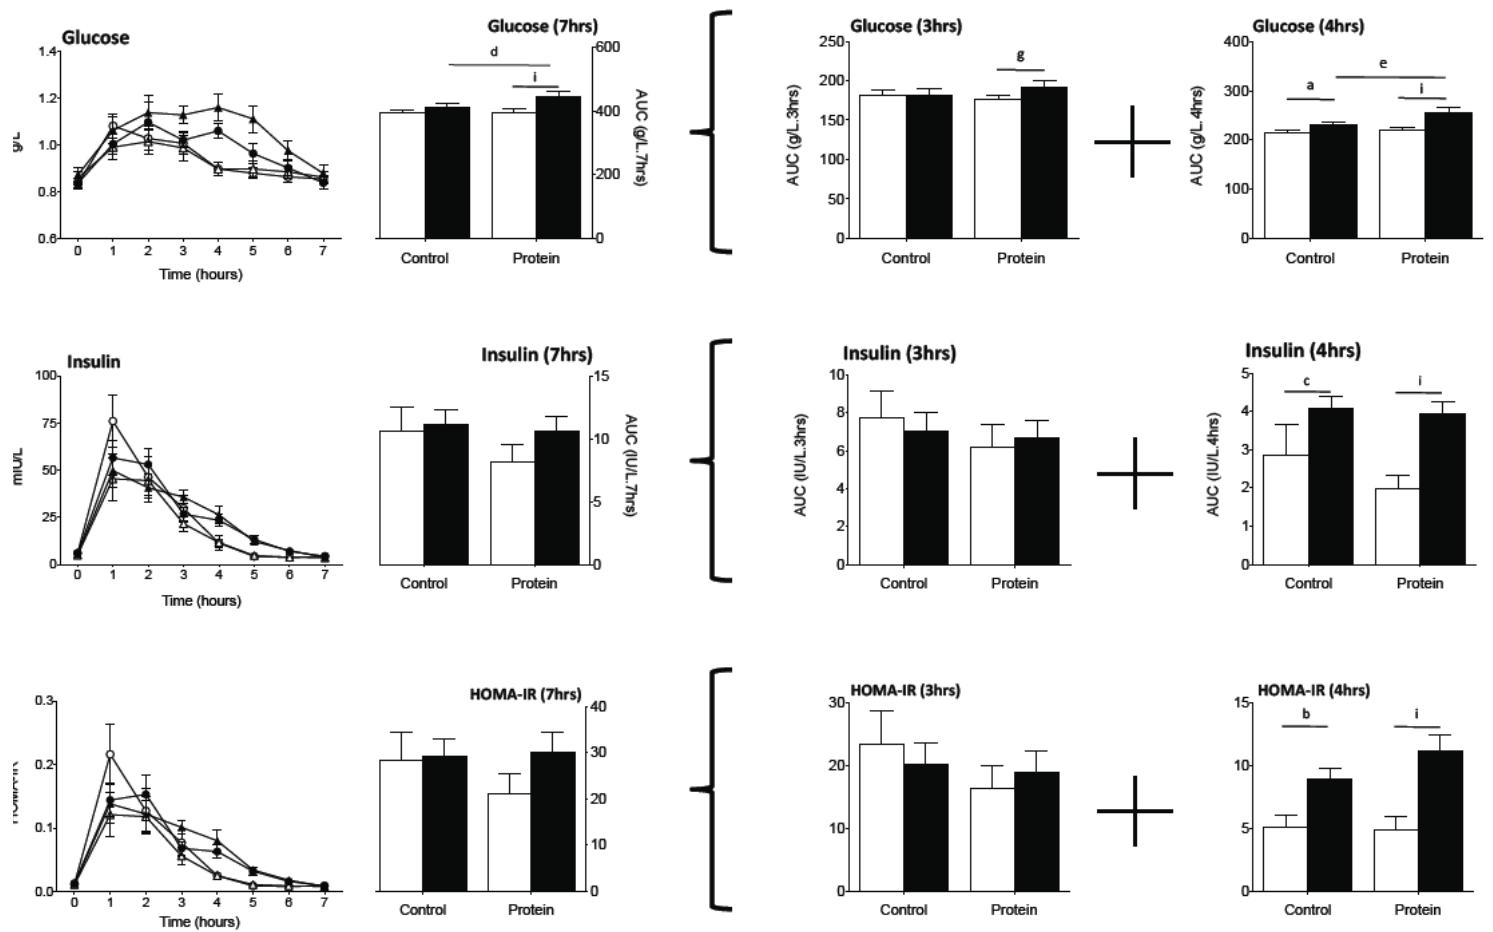 Glucose
1.4
1.2
1.0
0.8
0.6
g/L
0 1 2 3 4 5 6 7
Time (hours)
Glucose (7hrs)
d
i
600
400
200
0
AUC (g/L.7hrs)
Control Protein
Glucose (3hrs)
g
250
200
150
100
50
0
AUC (g/L.3hrs)
Control Protein
Glucose (4hrs)
e
a i
400
300
200
100
0
AUC (g/L.4hrs)
Control Protein
Insulin
100
75
50
25
0
mIU/L
0 1 2 3 4 5 6 7
Time (hours)
Insulin (7hrs)
15
10
5
0
AUC (IU/L.7hrs)
Control Protein
Insulin (3hrs)
10
8
6
4
2
0
AUC (IU/L.3hrs)
Control Protein
Insulin (4hrs)
c i
5
4
3
2
1
0
AUC (IU/L.4hrs)
Control Protein
0.3
0.2
0.1
0.0
HOMA-IR
0 1 2 3 4 5 6 7
Time (hours)
HOMA-IR (7hrs)
40
30
20
10
0
Control Protein
HOMA-IR (3hrs)
30
20
10
0
Control Protein
HOMA-IR (4hrs)
b i
15
10
5
0
Control Protein